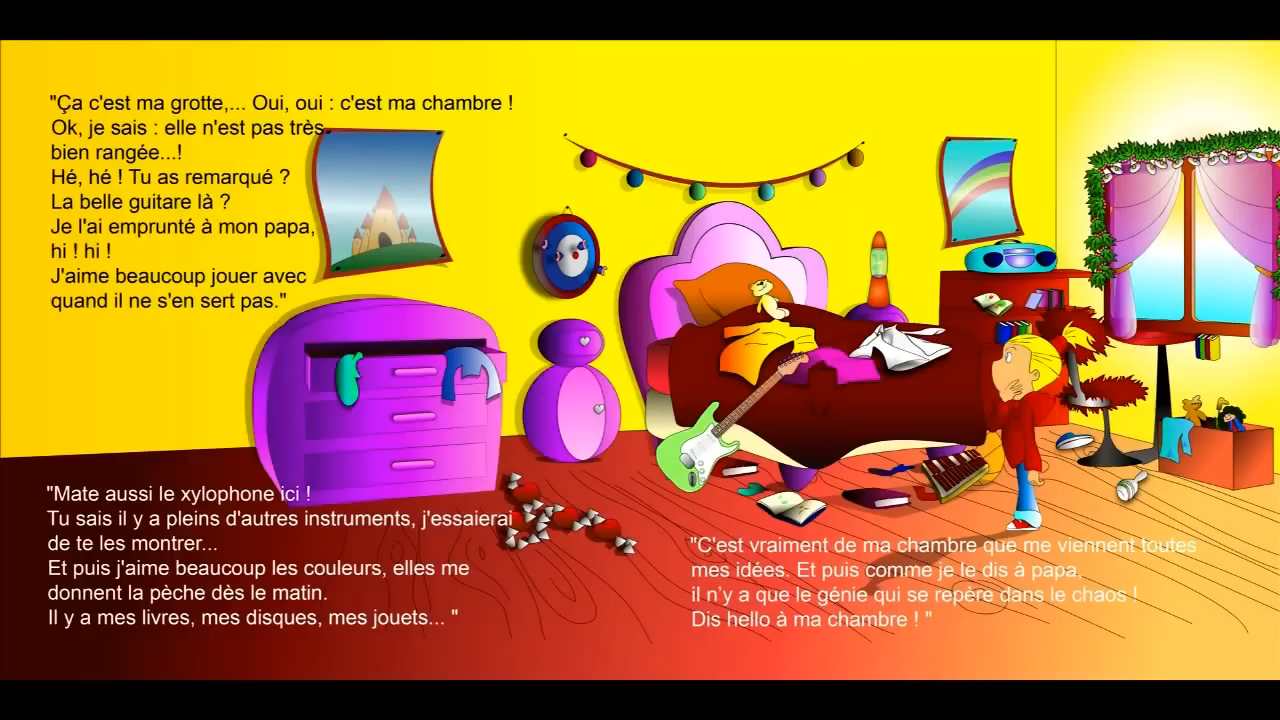 "Ça c'est ma grotte,... Oui, oui : c'est ma chambre !
Ok, je sais : elle n'est pas très
bien rangée...!
Hé, hé ! Tu as remarqué ?
La belle guitare là ?
Je l'ai emprunté à mon papa,
hi ! hi !
J'aime beaucoup jouer avec
quand il ne s'en sert pas."
"Mate aussi le xylophone ici !
Tu sais il y a pleins d'autres instruments, j'essaierai
de te les montrer...
Et puis j'aime beaucoup les couleurs, elles me
donnent la pèche dès le matin.
Il y a mes livres, mes disques, mes jouets... "
"C'est vraiment de ma chambre que me viennent toutes
mes idées. Et puis comme je le dis à papa,
il n'y a que le génie qui se repère dans le chaos !
Dis hello à ma chambre ! "